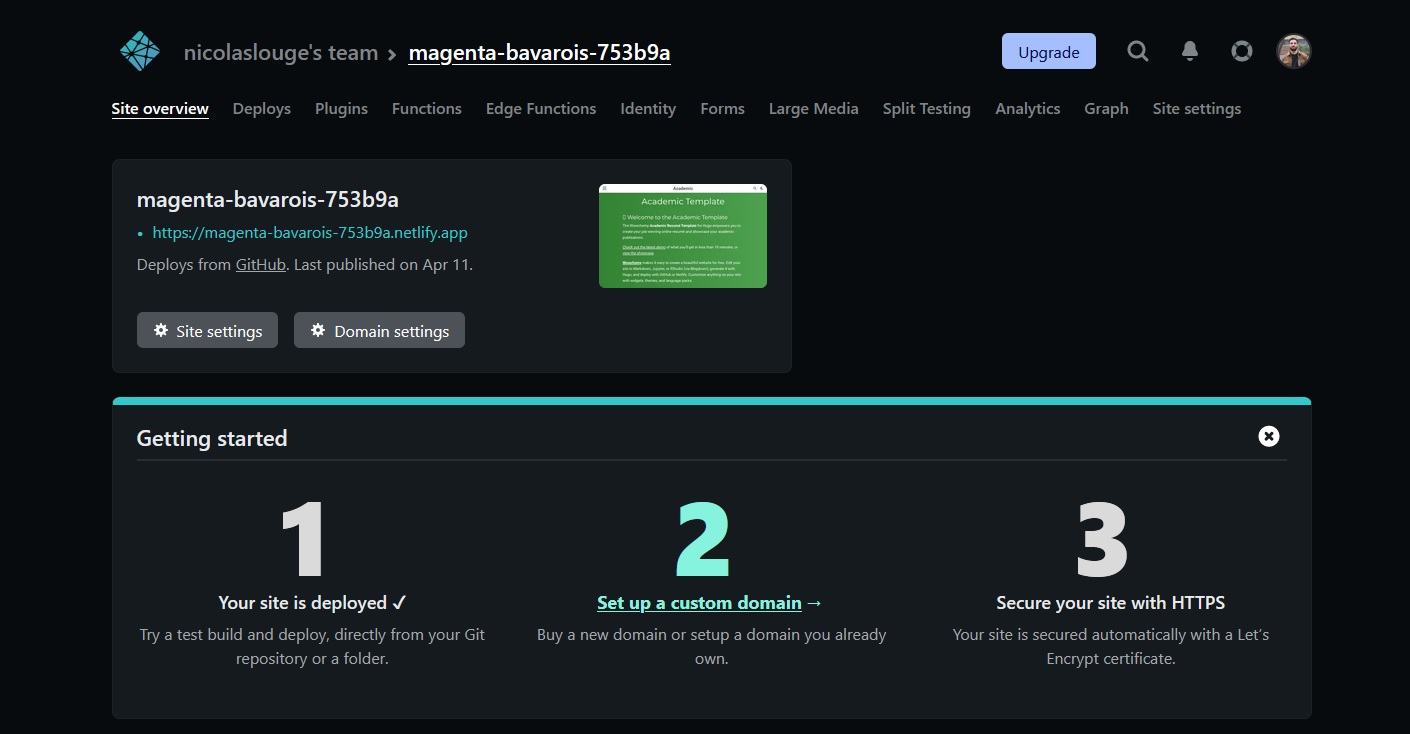 nicolaslouge's team > magenta-bavarois-753b9a
Upgrade
Site overview Deploys Plugins Functions Edge Functions Identity Forms Large Media Split Testing Analytics Graph Site settings
magenta-bavarois-753b9a
• https://magenta-bavarois-753b9a.netlify.app
Deploys from GitHub. Last published on Apr 11.
Academic
Academic Template
Welcome to the Academic Template
Site settings
Domain settings
Getting started
1
Your site is deployed ✓
Try a test build and deploy, directly from your Git
repository or a folder.
2
Set up a custom domain →
Buy a new domain or setup a domain you already
own.
3
Secure your site with HTTPS
Your site is secured automatically with a Let’s
Encrypt certificate.